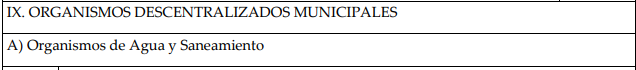 IX. ORGANISMOS DESCENTRALIZADOS MUNICIPALES
A) Organismos de Agua y Saneamiento